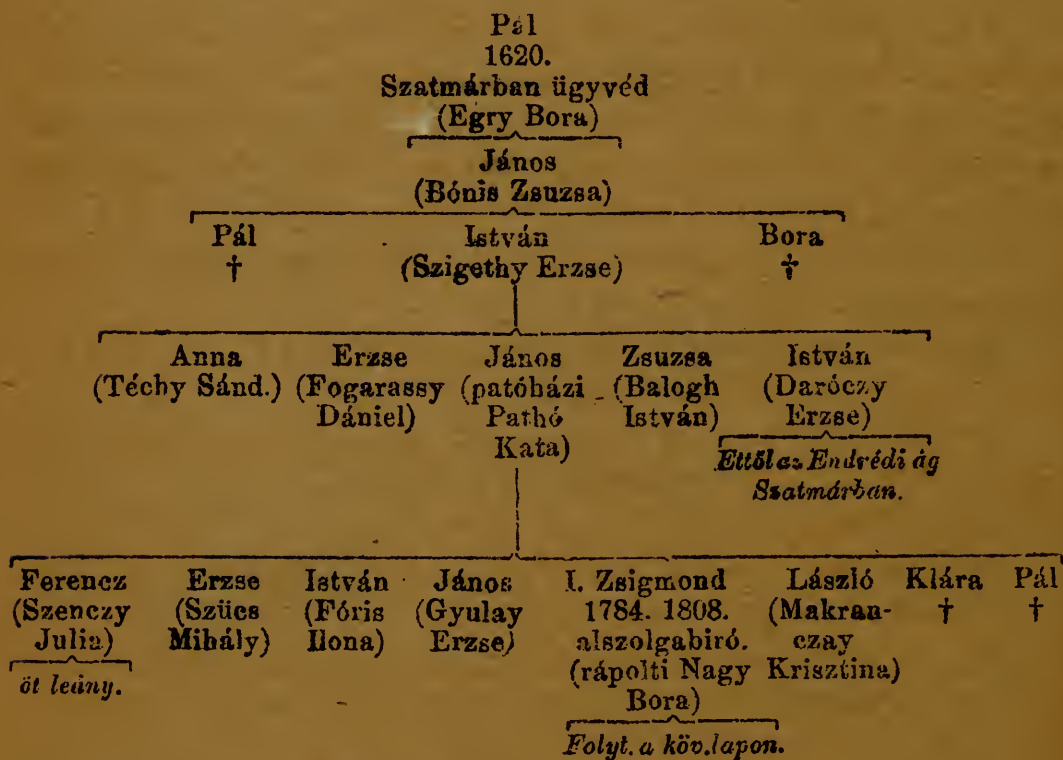 Pál
1620.
Szatmárban ügyvéd
(Egry Bora)
János
(Bónis Zsuzsa)
Pál István Bora
† (Szigethy Erzse) †
Anna Erzse János Zsuzsa István
(Téchy Sánd.) (Fogarassy (patóházi (Balogh (Daróczy
Dániel) Pathó István) Erzse)
Kata) Ettől az Endrédi ág
Szatmárban.
Ferencz Erzse István János I. Zsigmond László Klára Pál
(Szenczy (Szücs (Fóris (Gyulay 1784. 1808. (Makran- † †
Julia) Mihály) Ilona) Erzse) alszolgabiró. czay
öt leány. (rápolti Nagy Krisztina)
Bora)
Folyt. a köv. lapon.